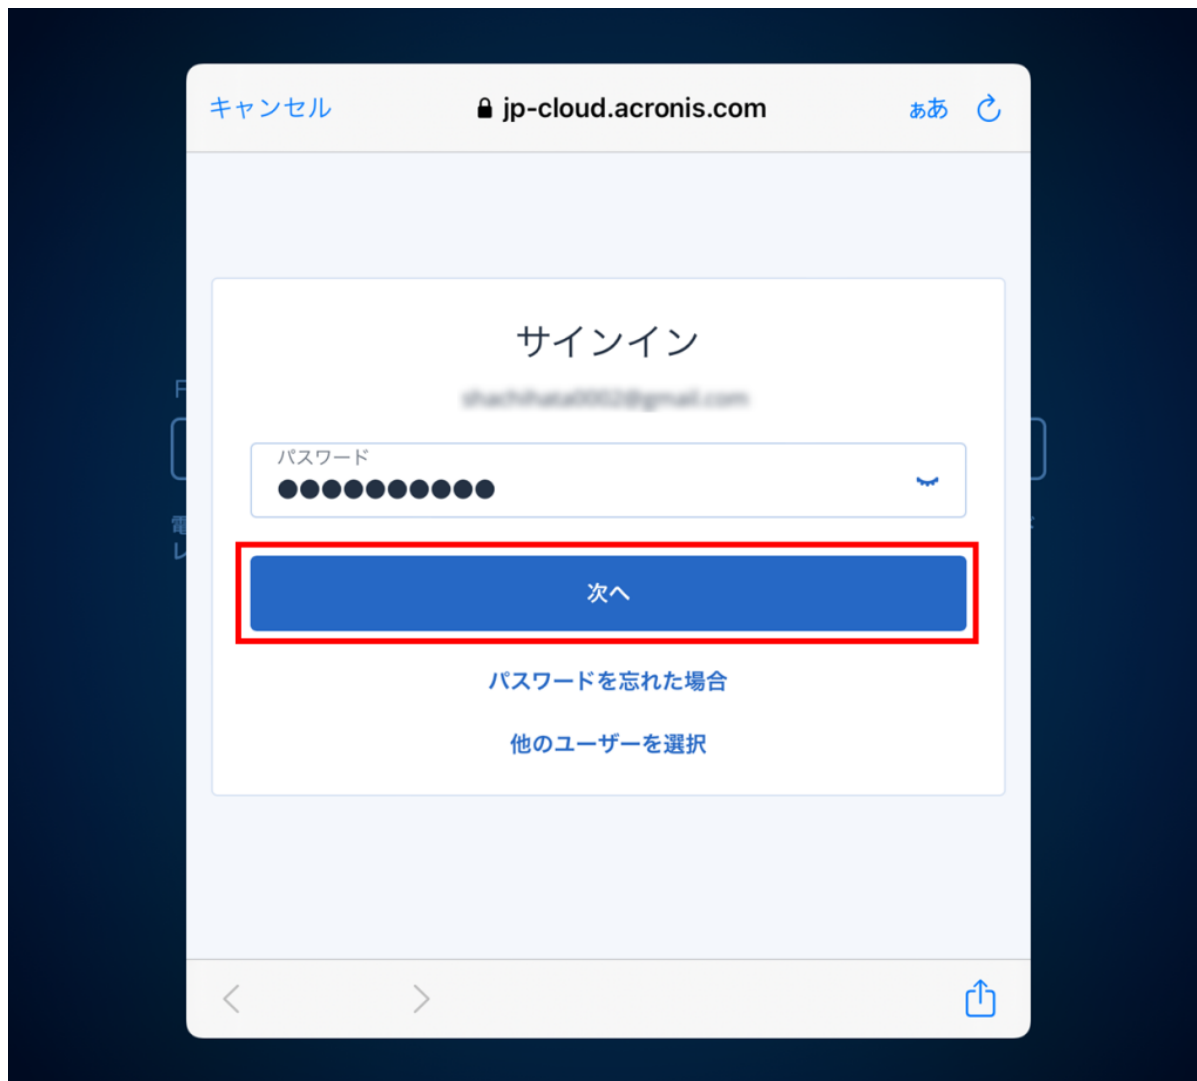 キャンセル jp-cloud.acronis.com ああ
サインイン
パスワード
●●●●●●●●●●
次へ
パスワードを忘れた場合
他のユーザーを選択